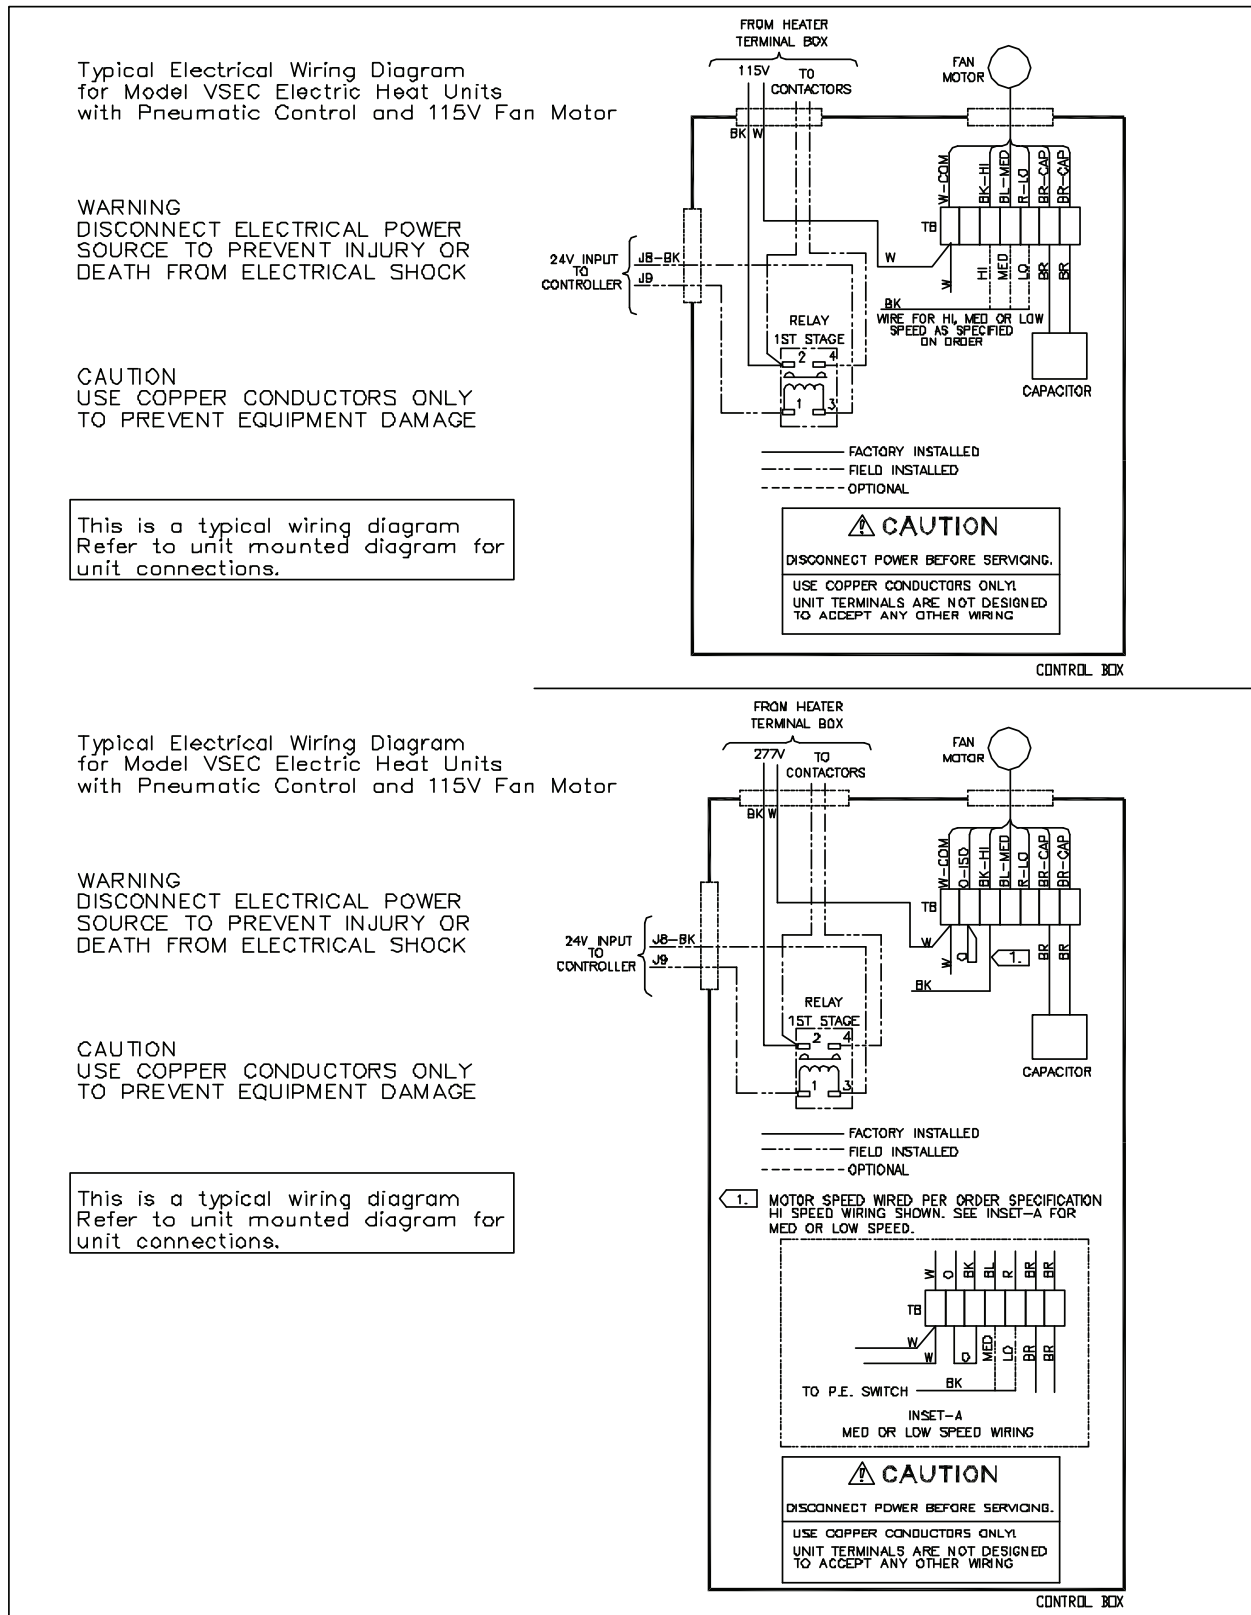 Typical Electrical Wiring Diagram
for Model VSEC Electric Heat Units
with Pneumatic Control and 115V Fan Motor
WARNING
DISCONNECT ELECTRICAL POWER
SOURCE TO PREVENT INJURY OR
DEATH FROM ELECTRICAL SHOCK
CAUTION
USE COPPER CONDUCTORS ONLY
TO PREVENT EQUIPMENT DAMAGE
This is a typical wiring diagram
Refer to unit mounted diagram for
unit connections.
FROM HEATER
TERMINAL BOX
115V
TO
CONTACTORS
BK W
FAN
MOTOR
W-COM
BK-HI
BL-MED
R-LO
BR-CAP
BR-CAP
TB
W
W
HI
MED
LO
BR
BR
BK
WIRE FOR HI, MED OR LOW
SPEED AS SPECIFIED
ON ORDER
CAPACITOR
24V INPUT
TO
CONTROLLER
J8-BK
J9
RELAY
1ST STAGE
2 4
1 3
FACTORY INSTALLED
FIELD INSTALLED
OPTIONAL
⚠ CAUTION
DISCONNECT POWER BEFORE SERVICING.
USE COPPER CONDUCTORS ONLY!
UNIT TERMINALS ARE NOT DESIGNED
TO ACCEPT ANY OTHER WIRING
CONTROL BOX
Typical Electrical Wiring Diagram
for Model VSEC Electric Heat Units
with Pneumatic Control and 115V Fan Motor
WARNING
DISCONNECT ELECTRICAL POWER
SOURCE TO PREVENT INJURY OR
DEATH FROM ELECTRICAL SHOCK
CAUTION
USE COPPER CONDUCTORS ONLY
TO PREVENT EQUIPMENT DAMAGE
This is a typical wiring diagram
Refer to unit mounted diagram for
unit connections.
FROM HEATER
TERMINAL BOX
277V
TO
CONTACTORS
BK W
FAN
MOTOR
W-COM
O-ISO
BK-HI
BL-MED
R-LO
BR-CAP
BR-CAP
TB
W
W
O
1.
BR
BR
BK
CAPACITOR
24V INPUT
TO
CONTROLLER
J8-BK
J9
RELAY
1ST STAGE
2 4
1 3
FACTORY INSTALLED
FIELD INSTALLED
OPTIONAL
1. MOTOR SPEED WIRED PER ORDER SPECIFICATION
HI SPEED WIRING SHOWN. SEE INSET-A FOR
MED OR LOW SPEED.
W
O
BK
BL
R
BR
BR
TB
W
W
O
MED
LO
BR
BR
TO P.E. SWITCH
BK
INSET-A
MED OR LOW SPEED WIRING
⚠ CAUTION
DISCONNECT POWER BEFORE SERVICING.
USE COPPER CONDUCTORS ONLY!
UNIT TERMINALS ARE NOT DESIGNED
TO ACCEPT ANY OTHER WIRING
CONTROL BOX